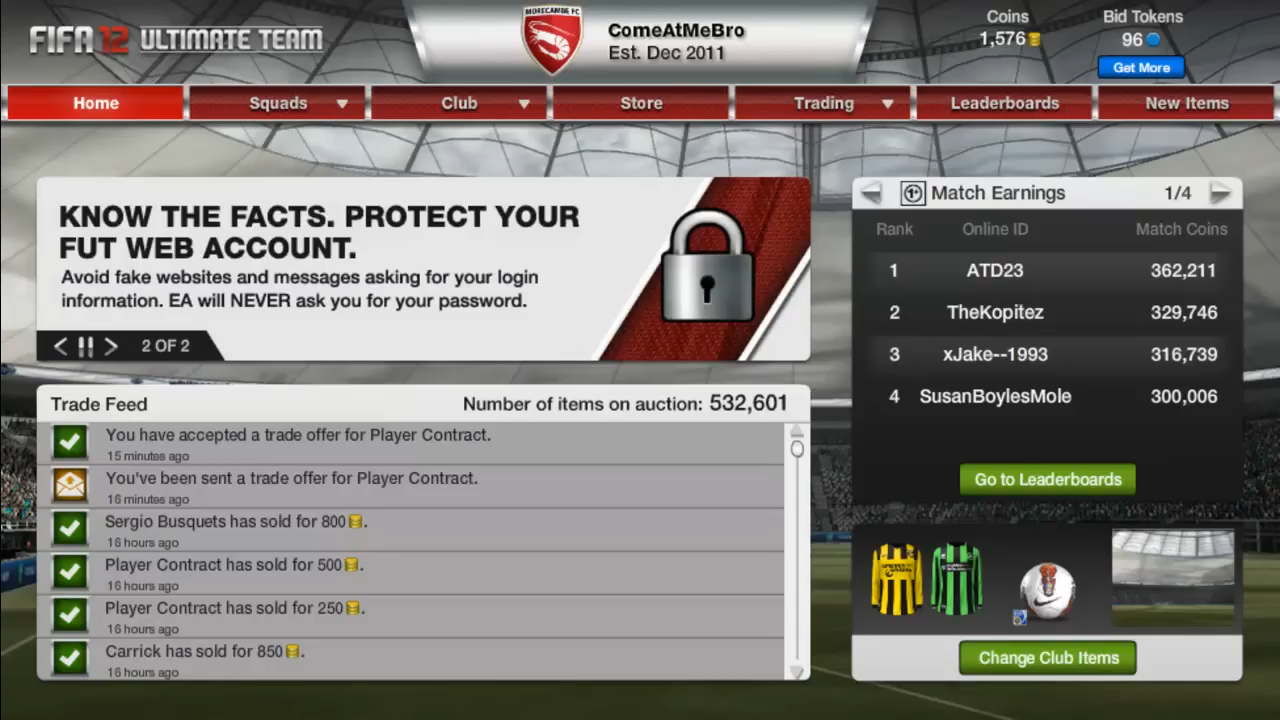 FIFA 12 ULTIMATE TEAM
MORECAMBE FC
ComeAtMeBro
Est. Dec 2011
Coins
1,576
Bid Tokens
96
Get More
Home
Squads
Club
Store
Trading
Leaderboards
New Items
KNOW THE FACTS. PROTECT YOUR
FUT WEB ACCOUNT.
Avoid fake websites and messages asking for your login
information. EA will NEVER ask you for your password.
2 OF 2
Match Earnings 1/4
Rank Online ID Match Coins
1 ATD23 362,211
2 TheKopitez 329,746
3 xJake--1993 316,739
4 SusanBoylesMole 300,006
Go to Leaderboards
Trade Feed Number of items on auction: 532,601
You have accepted a trade offer for Player Contract.
15 minutes ago
You've been sent a trade offer for Player Contract.
16 minutes ago
Sergio Busquets has sold for 800.
16 hours ago
Player Contract has sold for 500.
16 hours ago
Player Contract has sold for 250.
16 hours ago
Carrick has sold for 850.
16 hours ago
Change Club Items